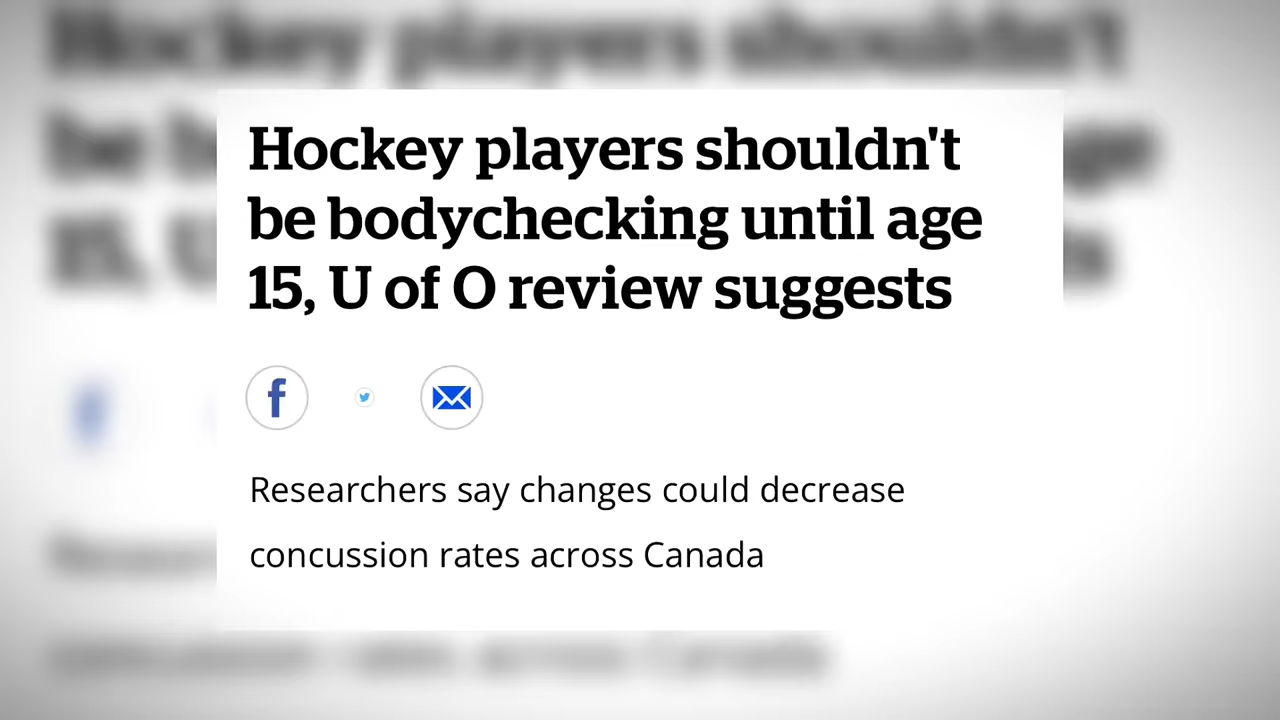 Hockey players shouldn't
be bodychecking until age
15, U of O review suggests
Researchers say changes could decrease
concussion rates across Canada